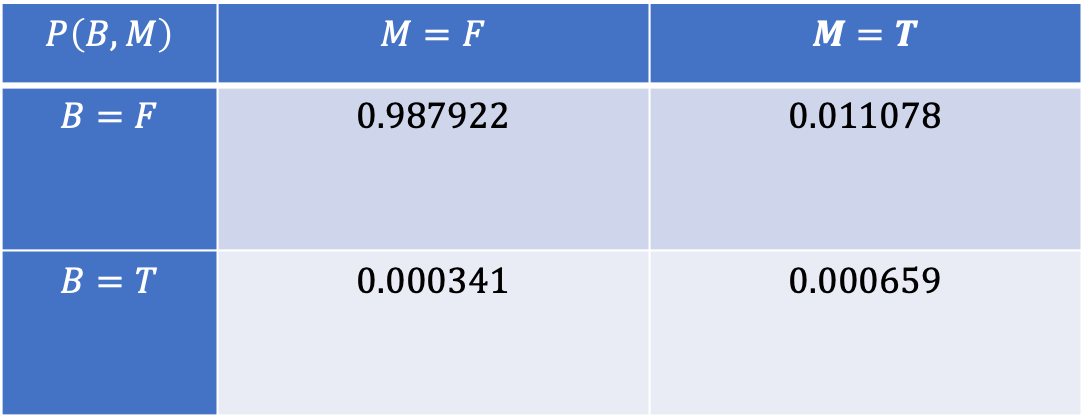 P(B, M) M = F M = T
B = F 0.987922 0.011078
B = T 0.000341 0.000659